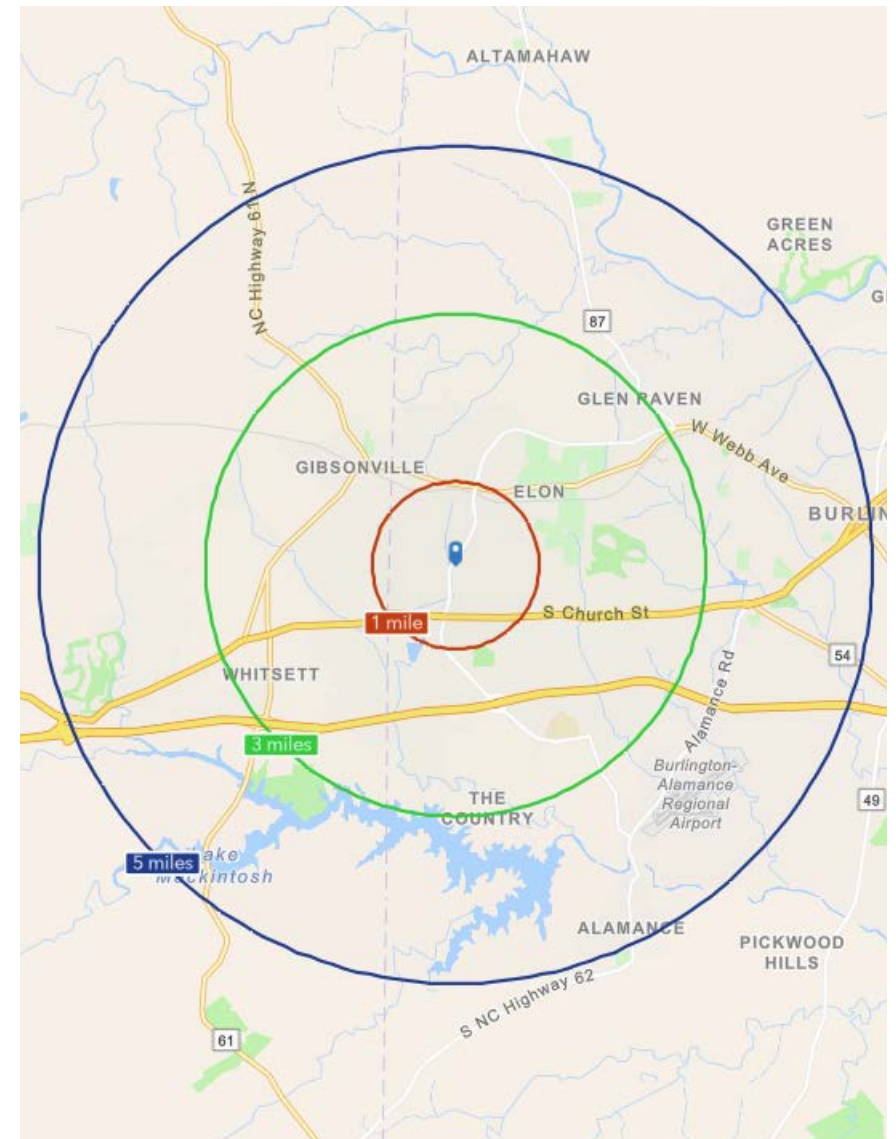 ALTAMAHAW
NC Highway 61 N
GREEN
ACRES
G
87
GLEN RAVEN
W Webb Ave
GIBSONVILLE
ELON
BURLIN
1 mile
S Church St
54
WHITSETT
Alamance Rd
3 miles
Burlington-
Alamance
Regional
Airport
THE
COUNTRY
49
5 miles
Lake
Mackintosh
ALAMANCE
PICKWOOD
HILLS
S NC Highway 62
61